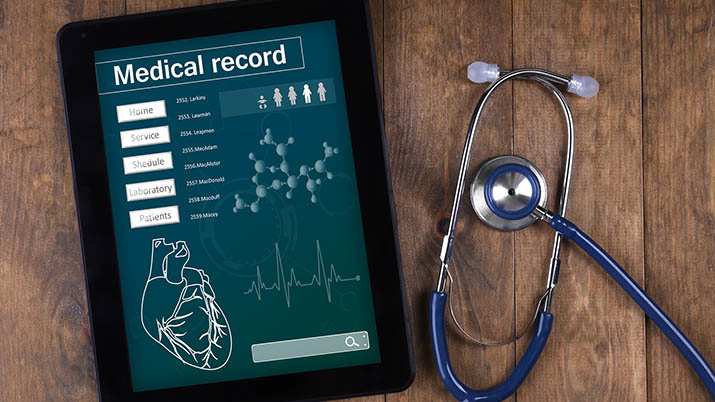 Medical record
Home
Service
Shedule
Laboratory
Patients
2552. Larkins
2553. Lawman
2554. Leapman
2555.MacAdam
2556.MacAlister
2557.MacDonald
2558.Macduff
2559.Macey